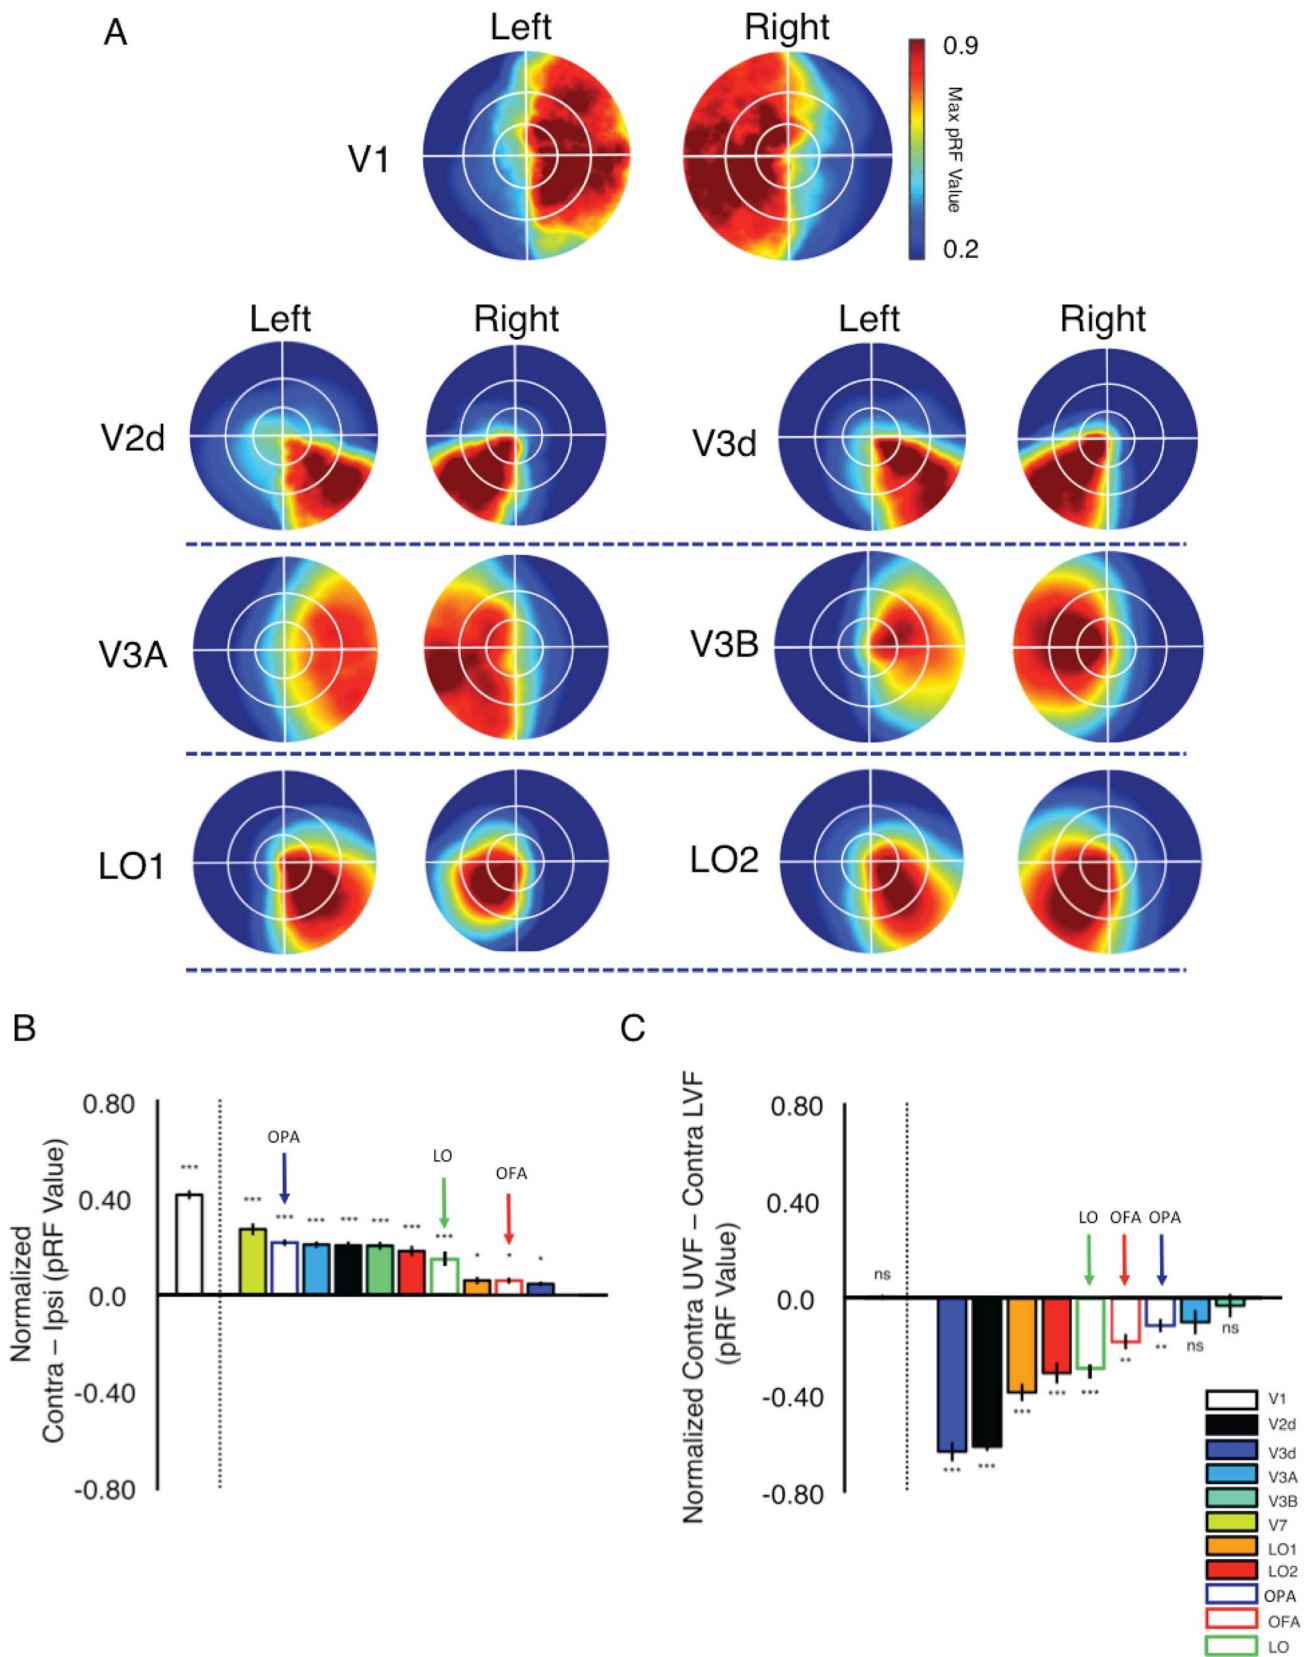 A
Left Right
V1
0.9
Max pRF Value
0.2
Left Right Left Right
V2d V3d
V3A V3B
LO1 LO2
B
Normalized
Contra – Ipsi (pRF Value)
0.80
0.40
0.0
-0.40
-0.80
OPA
LO
OFA
***
***
***
***
***
***
***
***
*
*
*
C
Normalized Contra UVF – Contra LVF
(pRF Value)
0.80
0.40
0.0
-0.40
-0.80
LO OFA OPA
ns
***
***
***
***
***
**
**
ns
ns
V1
V2d
V3d
V3A
V3B
V7
LO1
LO2
OPA
OFA
LO